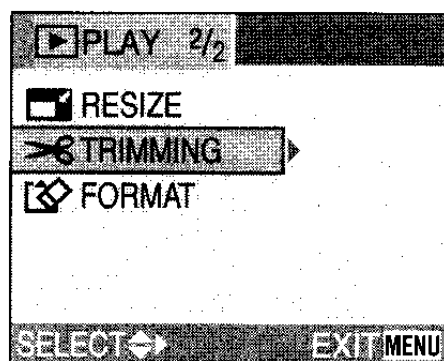 PLAY 2/2
RESIZE
TRIMMING
FORMAT
SELECT EXIT MENU